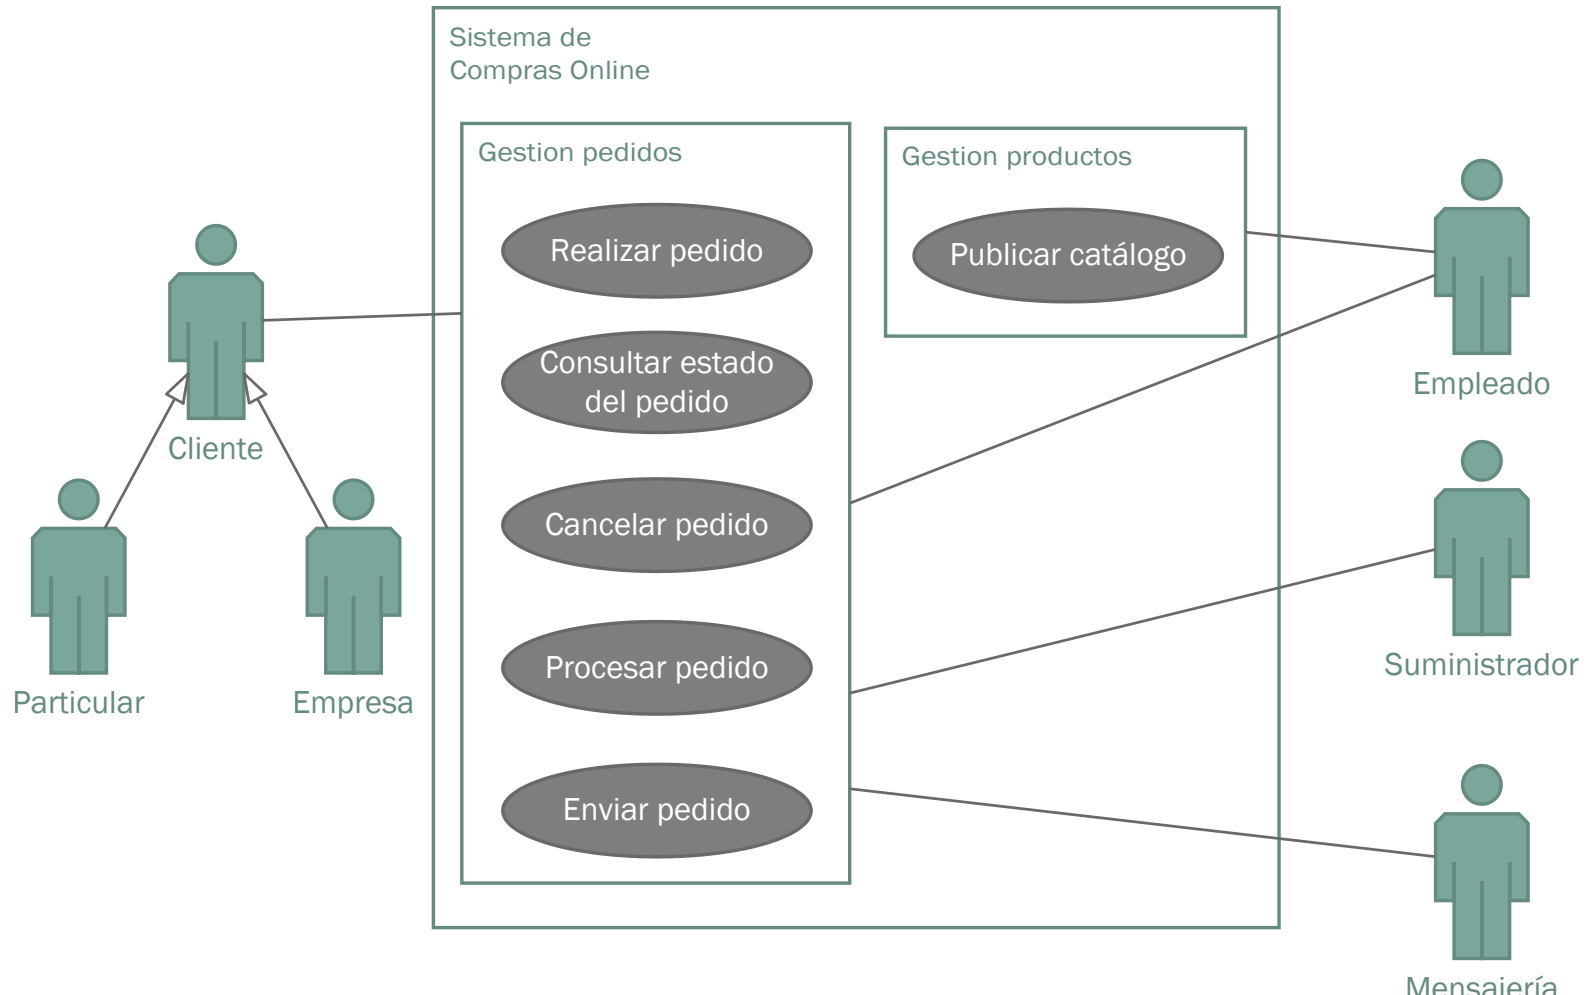 Sistema de
Compras Online
Gestion pedidos
Gestion productos
Realizar pedido
Publicar catálogo
Consultar estado
del pedido
Empleado
Cliente
Cancelar pedido
Procesar pedido
Suministrador
Particular
Empresa
Enviar pedido
Mensajería